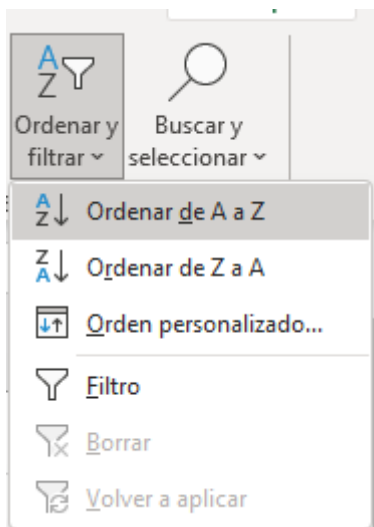 Ordenar y
filtrar
Buscar y
seleccionar
Ordenar de A a Z
Ordenar de Z a A
Orden personalizado...
Filtro
Borrar
Volver a aplicar